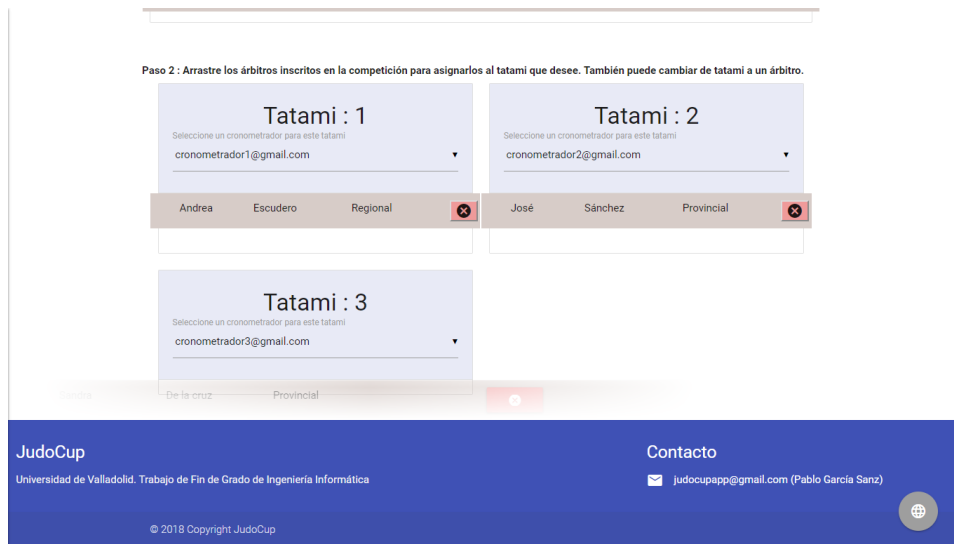 Paso 2 : Arrastre los árbitros inscritos en la competición para asignarlos al tatami que desee. También puede cambiar de tatami a un árbitro.
Tatami : 1
Seleccione un cronometrador para este tatami
cronometrador1@gmail.com
Andrea Escudero Regional
Tatami : 2
Seleccione un cronometrador para este tatami
cronometrador2@gmail.com
José Sánchez Provincial
Tatami : 3
Seleccione un cronometrador para este tatami
cronometrador3@gmail.com
De la cruz Provincial
JudoCup
Universidad de Valladolid. Trabajo de Fin de Grado de Ingeniería Informática
Contacto
judocupapp@gmail.com (Pablo García Sanz)
© 2018 Copyright JudoCup